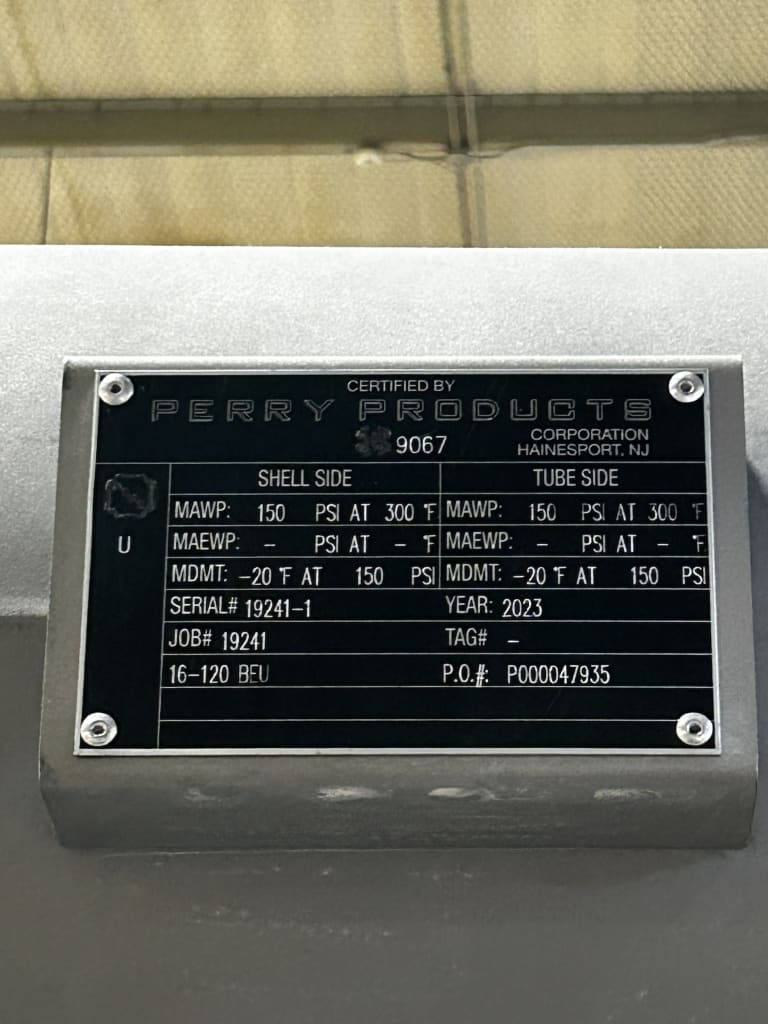 CERTIFIED BY
PERRY PRODUCTS
9067
CORPORATION
HAINESPORT, NJ
SHELL SIDE TUBE SIDE
MAWP: 150 PSI AT 300 °F MAWP: 150 PSI AT 300 °F
U MAEWP: – PSI AT – °F MAEWP: – PSI AT – °F
MDMT: -20 °F AT 150 PSI MDMT: -20 °F AT 150 PSI
SERIAL# 19241-1 YEAR: 2023
JOB# 19241 TAG# –
16-120 BEU P.O.#: P000047935